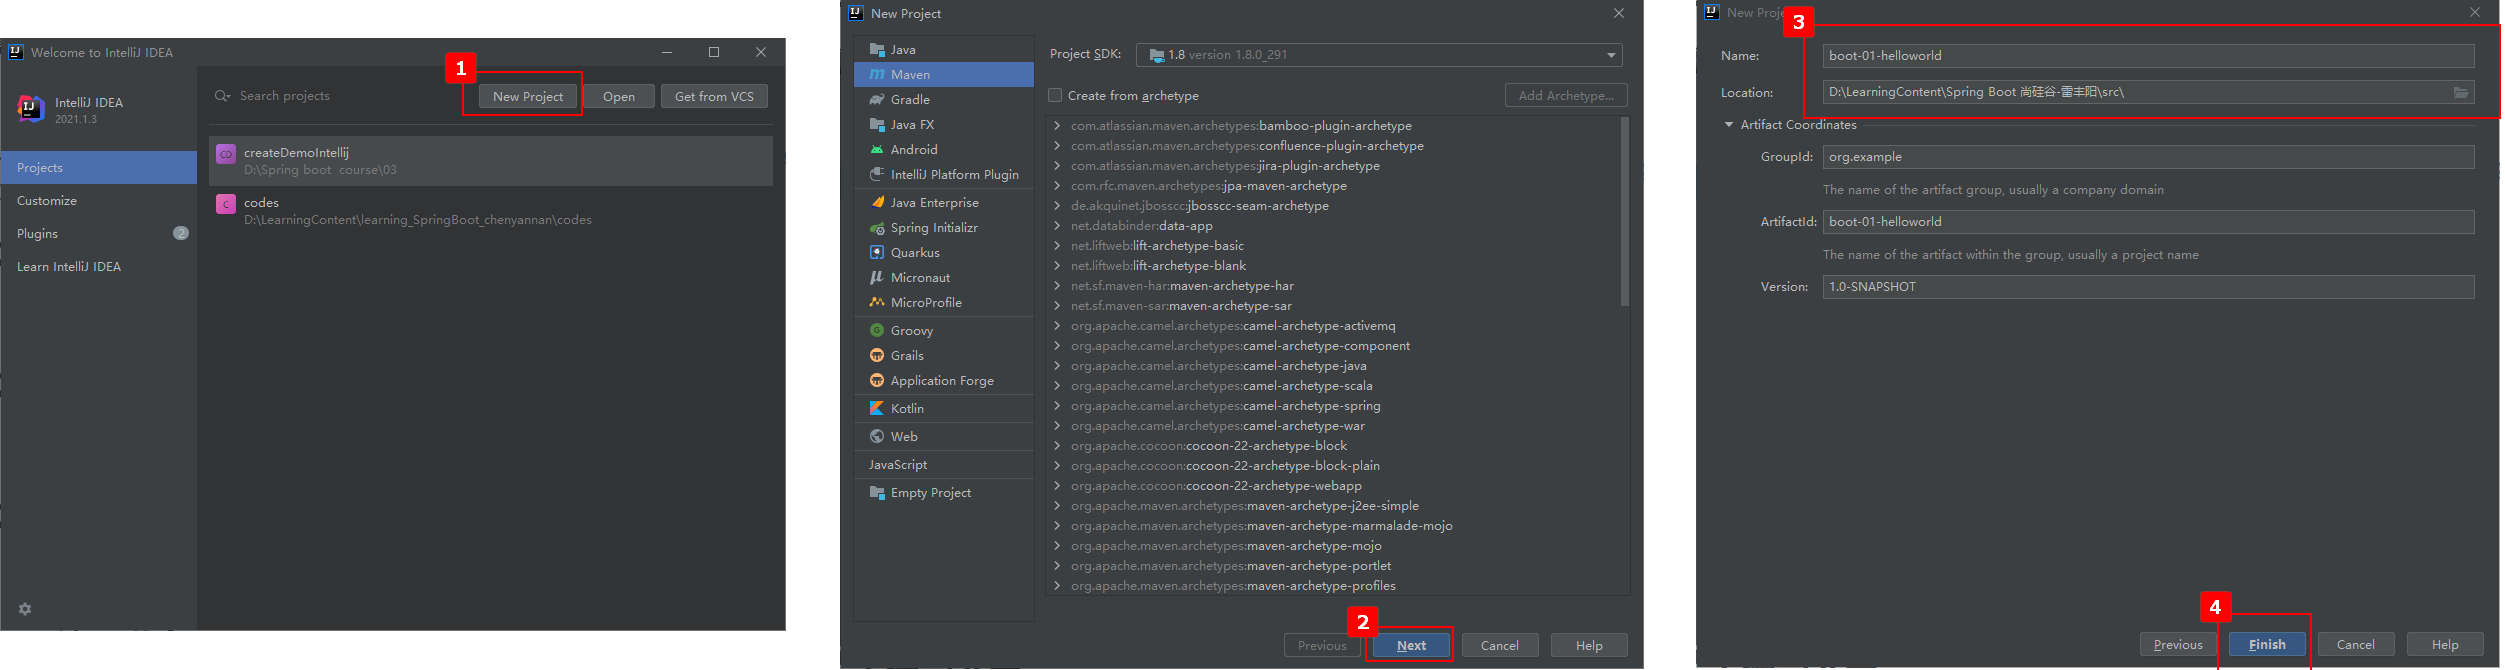 Welcome to IntelliJ IDEA
IntelliJ IDEA
2021.1.3
Projects
Customize
Plugins
2
Learn IntelliJ IDEA
Search projects
1
New Project
Open
Get from VCS
CD
createDemoIntellij
D:\Spring boot course\03
C
codes
D:\LearningContent\learning_SpringBoot_chenyannan\codes
New Project
Java
Maven
Gradle
Java FX
Android
IntelliJ Platform Plugin
Java Enterprise
Spring Initializr
Quarkus
Micronaut
MicroProfile
Groovy
Grails
Application Forge
Kotlin
Web
JavaScript
Empty Project
Project SDK: 1.8 version 1.8.0_291
Create from archetype
Add Archetype...
com.atlassian.maven.archetypes:bamboo-plugin-archetype
com.atlassian.maven.archetypes:confluence-plugin-archetype
com.atlassian.maven.archetypes:jira-plugin-archetype
com.rfc.maven.archetypes:jpa-maven-archetype
de.akquinet.jbosscc:jbosscc-seam-archetype
net.databinder:data-app
net.liftweb:lift-archetype-basic
net.liftweb:lift-archetype-blank
net.sf.maven-har:maven-archetype-har
net.sf.maven-sar:maven-archetype-sar
org.apache.camel.archetypes:camel-archetype-activemq
org.apache.camel.archetypes:camel-archetype-component
org.apache.camel.archetypes:camel-archetype-java
org.apache.camel.archetypes:camel-archetype-scala
org.apache.camel.archetypes:camel-archetype-spring
org.apache.camel.archetypes:camel-archetype-war
org.apache.cocoon:cocoon-22-archetype-block
org.apache.cocoon:cocoon-22-archetype-block-plain
org.apache.cocoon:cocoon-22-archetype-webapp
org.apache.maven.archetypes:maven-archetype-j2ee-simple
org.apache.maven.archetypes:maven-archetype-marmalade-mojo
org.apache.maven.archetypes:maven-archetype-mojo
org.apache.maven.archetypes:maven-archetype-portlet
org.apache.maven.archetypes:maven-archetype-profiles
2
Previous
Next
Cancel
Help
New Proje
3
Name: boot-01-helloworld
Location: D:\LearningContent\Spring Boot 尚硅谷-雷丰阳\src\
Artifact Coordinates
GroupId: org.example
The name of the artifact group, usually a company domain
ArtifactId: boot-01-helloworld
The name of the artifact within the group, usually a project name
Version: 1.0-SNAPSHOT
4
Previous
Finish
Cancel
Help